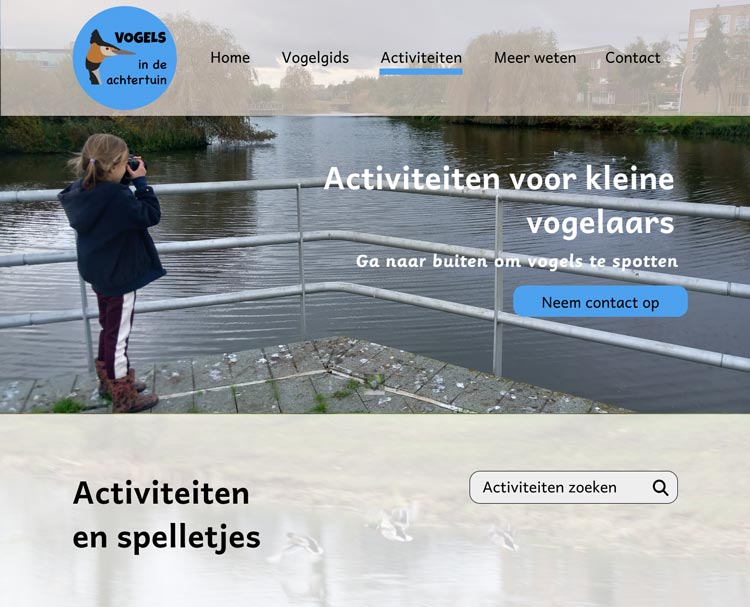 VOGELS
in de
achtertuin
Home Vogelgids Activiteiten Meer weten Contact
Activiteiten voor kleine
vogelaars
Ga naar buiten om vogels te spotten
Neem contact op
Activiteiten
en spelletjes
Activiteiten zoeken